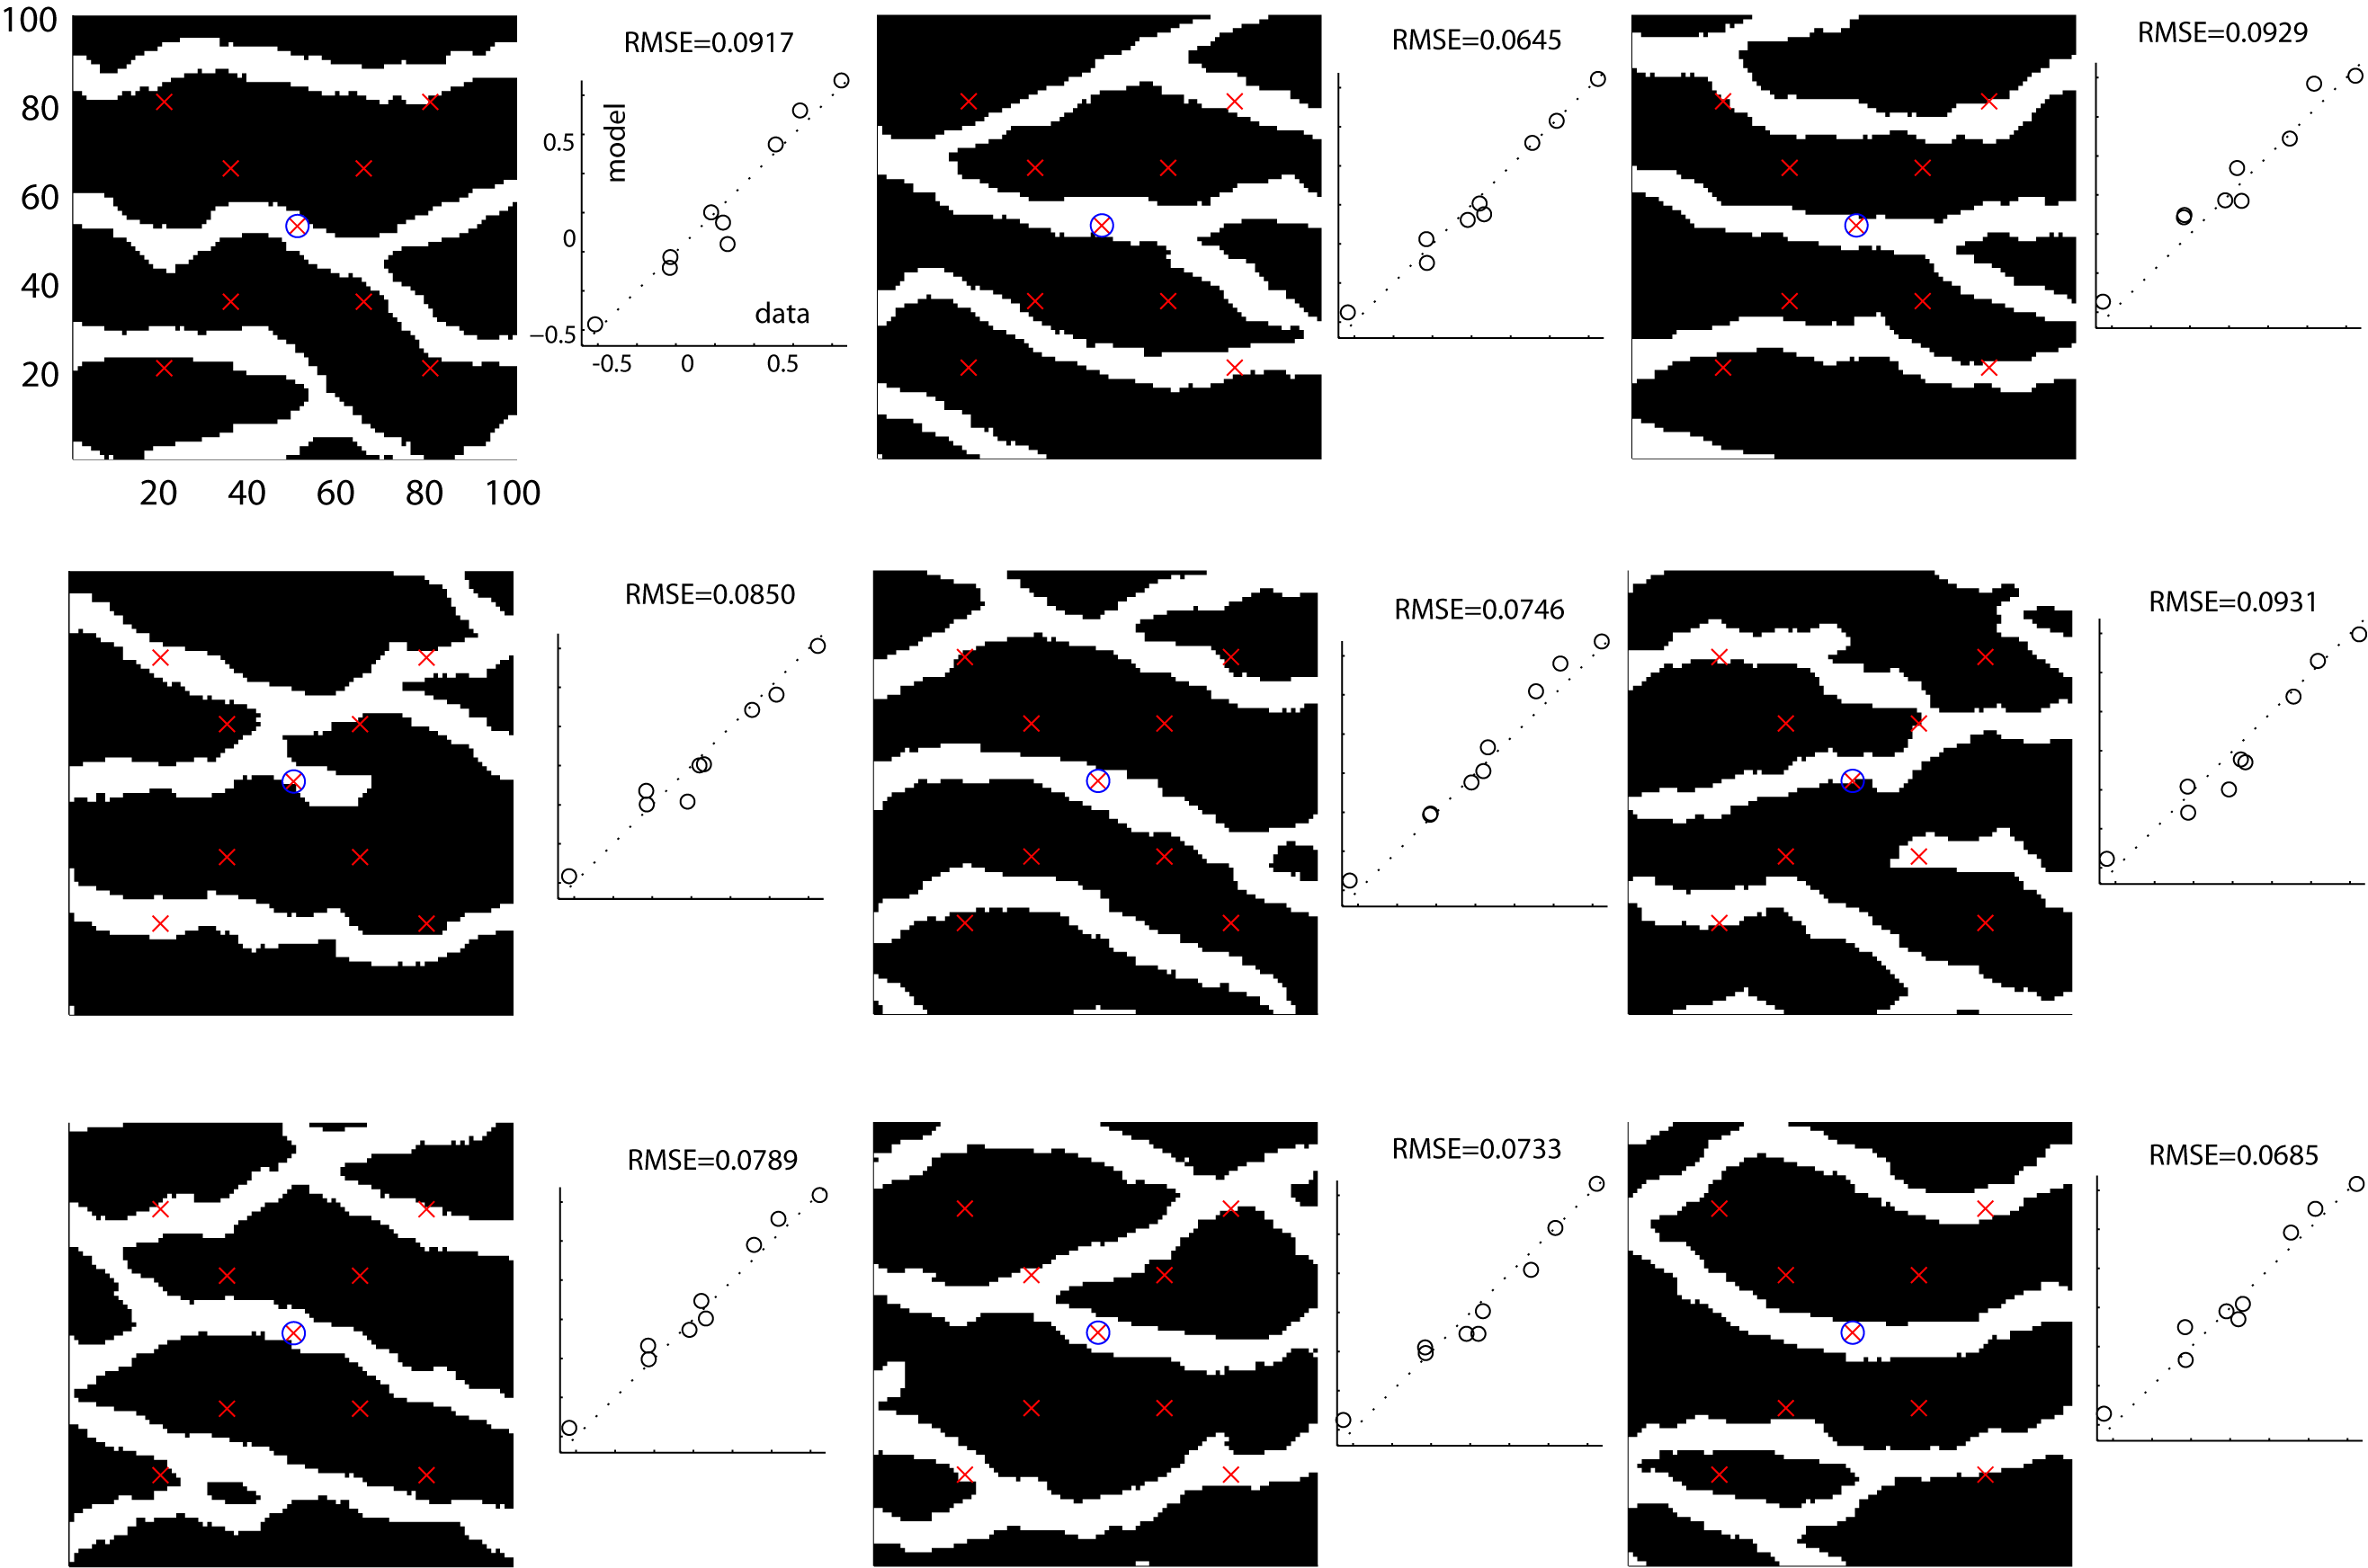 100
80
60
40
20
20 40 60 80 100
RMSE=0.0917
model
0.5
0
−0.5
data
-0.5 0 0.5
RMSE=0.0645
RMSE=0.0929
RMSE=0.0850
RMSE=0.0746
RMSE=0.0931
RMSE=0.0789
RMSE=0.0733
RMSE=0.0685